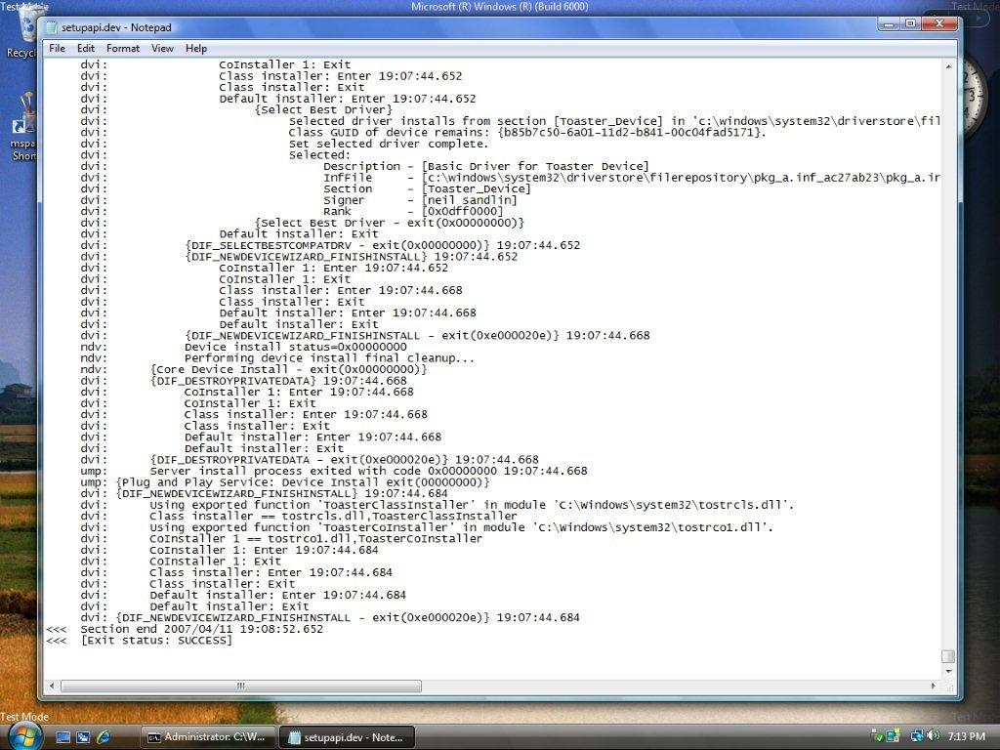 Test Mode
Microsoft (R) Windows (R) (Build 6000)
Test Mode
setupapi.dev - Notepad
File Edit Format View Help
Recycl
mspa
Short
dvi: CoInstaller 1: Exit
dvi: Class installer: Enter 19:07:44.652
dvi: Class installer: Exit
dvi: Default installer: Enter 19:07:44.652
dvi: {Select Best Driver}
dvi: Selected driver installs from section [Toaster_Device] in 'c:\windows\system32\driverstore\fil
dvi: Class GUID of device remains: {b85b7c50-6a01-11d2-b841-00c04fad5171}.
dvi: Set selected driver complete.
dvi: Selected:
dvi: Description - [Basic Driver for Toaster Device]
dvi: InfFile - [c:\windows\system32\driverstore\filerepository\pkg_a.inf_ac27ab23\pkg_a.ir
dvi: Section - [Toaster_Device]
dvi: Signer - [neil sandlin]
dvi: Rank - [0x0dff0000]
dvi: {Select Best Driver - exit(0x00000000)}
dvi: Default installer: Exit
dvi: {DIF_SELECTBESTCOMPATDRV - exit(0x00000000)} 19:07:44.652
dvi: {DIF_NEWDEVICEWIZARD_FINISHINSTALL} 19:07:44.652
dvi: CoInstaller 1: Enter 19:07:44.652
dvi: CoInstaller 1: Exit
dvi: Class installer: Enter 19:07:44.668
dvi: Class installer: Exit
dvi: Default installer: Enter 19:07:44.668
dvi: Default installer: Exit
dvi: {DIF_NEWDEVICEWIZARD_FINISHINSTALL - exit(0xe000020e)} 19:07:44.668
ndv: Device install status=0x00000000
ndv: Performing device install final cleanup...
ndv: {Core Device Install - exit(0x00000000)}
dvi: {DIF_DESTROYPRIVATEDATA} 19:07:44.668
dvi: CoInstaller 1: Enter 19:07:44.668
dvi: CoInstaller 1: Exit
dvi: Class installer: Enter 19:07:44.668
dvi: Class installer: Exit
dvi: Default installer: Enter 19:07:44.668
dvi: Default installer: Exit
dvi: {DIF_DESTROYPRIVATEDATA - exit(0xe000020e)} 19:07:44.668
ump: Server install process exited with code 0x00000000 19:07:44.668
ump: {Plug and Play Service: Device Install exit(00000000)}
dvi: {DIF_NEWDEVICEWIZARD_FINISHINSTALL} 19:07:44.684
dvi: Using exported function 'ToasterClassInstaller' in module 'C:\Windows\system32\tostrcls.dll'.
dvi: Class installer == tostrcls.dll,ToasterClassInstaller
dvi: Using exported function 'ToasterCoInstaller' in module 'C:\Windows\system32\tostrco1.dll'.
dvi: CoInstaller 1 == tostrco1.dll,ToasterCoInstaller
dvi: CoInstaller 1: Enter 19:07:44.684
dvi: CoInstaller 1: Exit
dvi: Class installer: Enter 19:07:44.684
dvi: Class installer: Exit
dvi: Default installer: Enter 19:07:44.684
dvi: Default installer: Exit
dvi: {DIF_NEWDEVICEWIZARD_FINISHINSTALL - exit(0xe000020e)} 19:07:44.684
<<< Section end 2007/04/11 19:08:52.652
<<< [Exit status: SUCCESS]
Test Mode
Test Mode
Administrator: C:\W...
setupapi.dev - Note...
7:13 PM